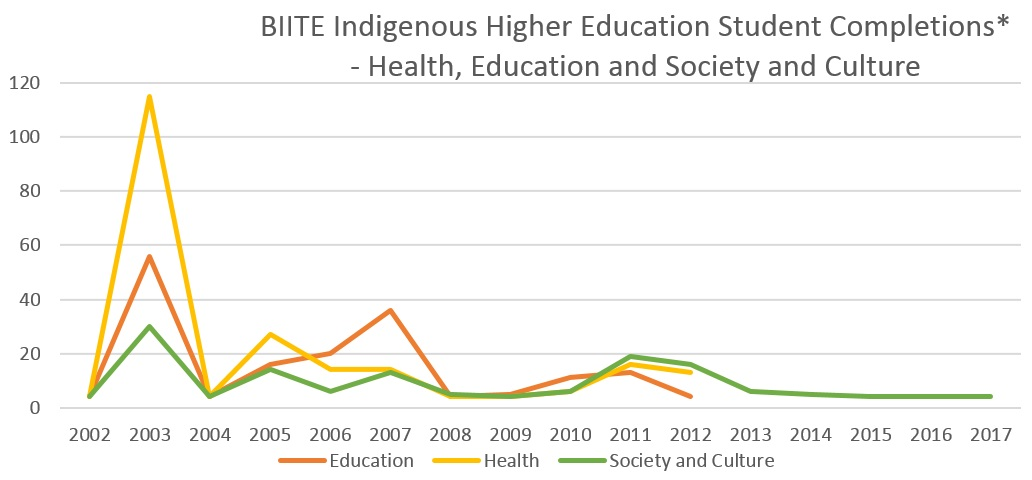 BIITE Indigenous Higher Education Student Completions*
- Health, Education and Society and Culture
120
100
80
60
40
20
0
2002 2003 2004 2005 2006 2007 2008 2009 2010 2011 2012 2013 2014 2015 2016 2017
Education Health Society and Culture